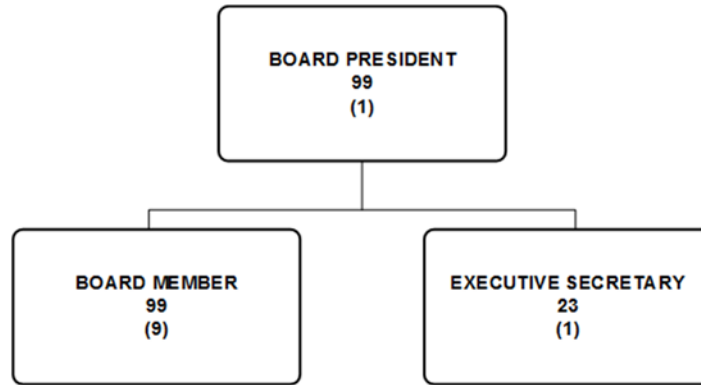 BOARD PRESIDENT
99
(1)
BOARD MEMBER
99
(9)
EXECUTIVE SECRETARY
23
(1)